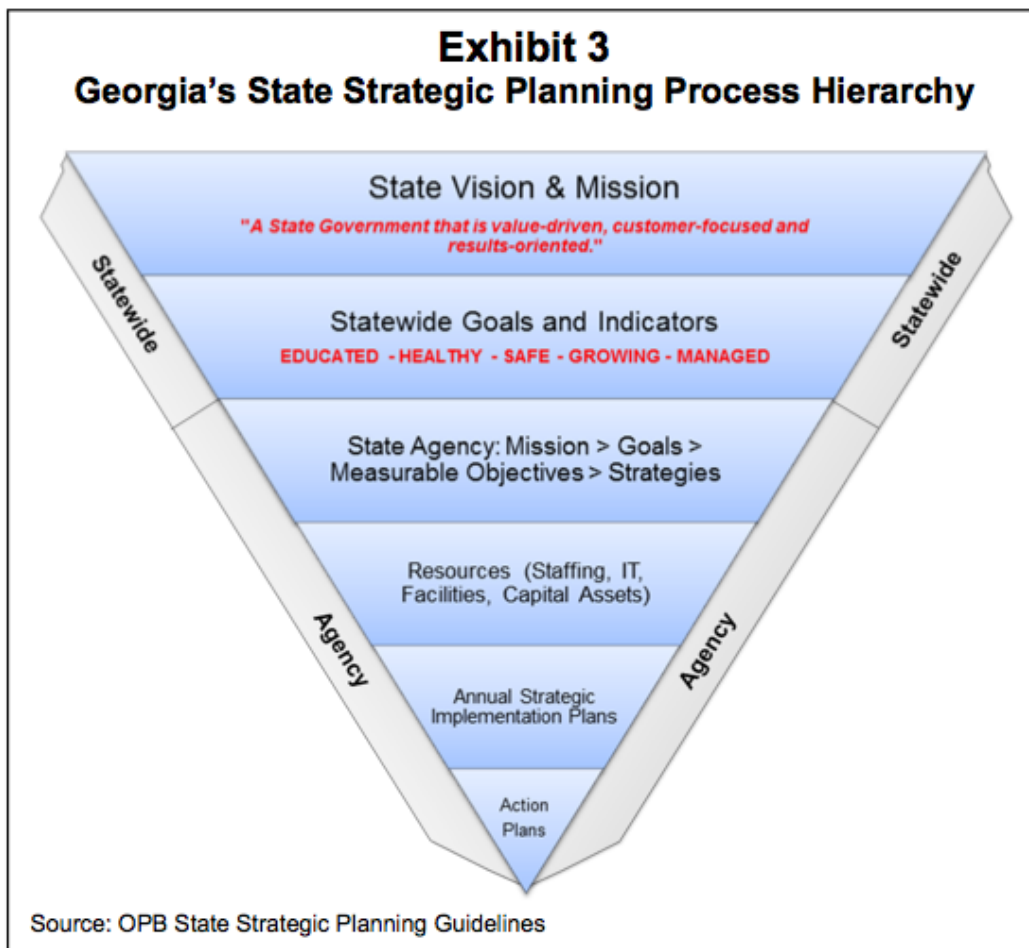 Exhibit 3
Georgia's State Strategic Planning Process Hierarchy
State Vision & Mission
"A State Government that is value-driven, customer-focused and
results-oriented."
Statewide
Statewide
Statewide Goals and Indicators
EDUCATED - HEALTHY - SAFE - GROWING - MANAGED
State Agency: Mission > Goals >
Measurable Objectives > Strategies
Resources (Staffing, IT,
Facilities, Capital Assets)
Agency
Agency
Annual Strategic
Implementation Plans
Action
Plans
Source: OPB State Strategic Planning Guidelines